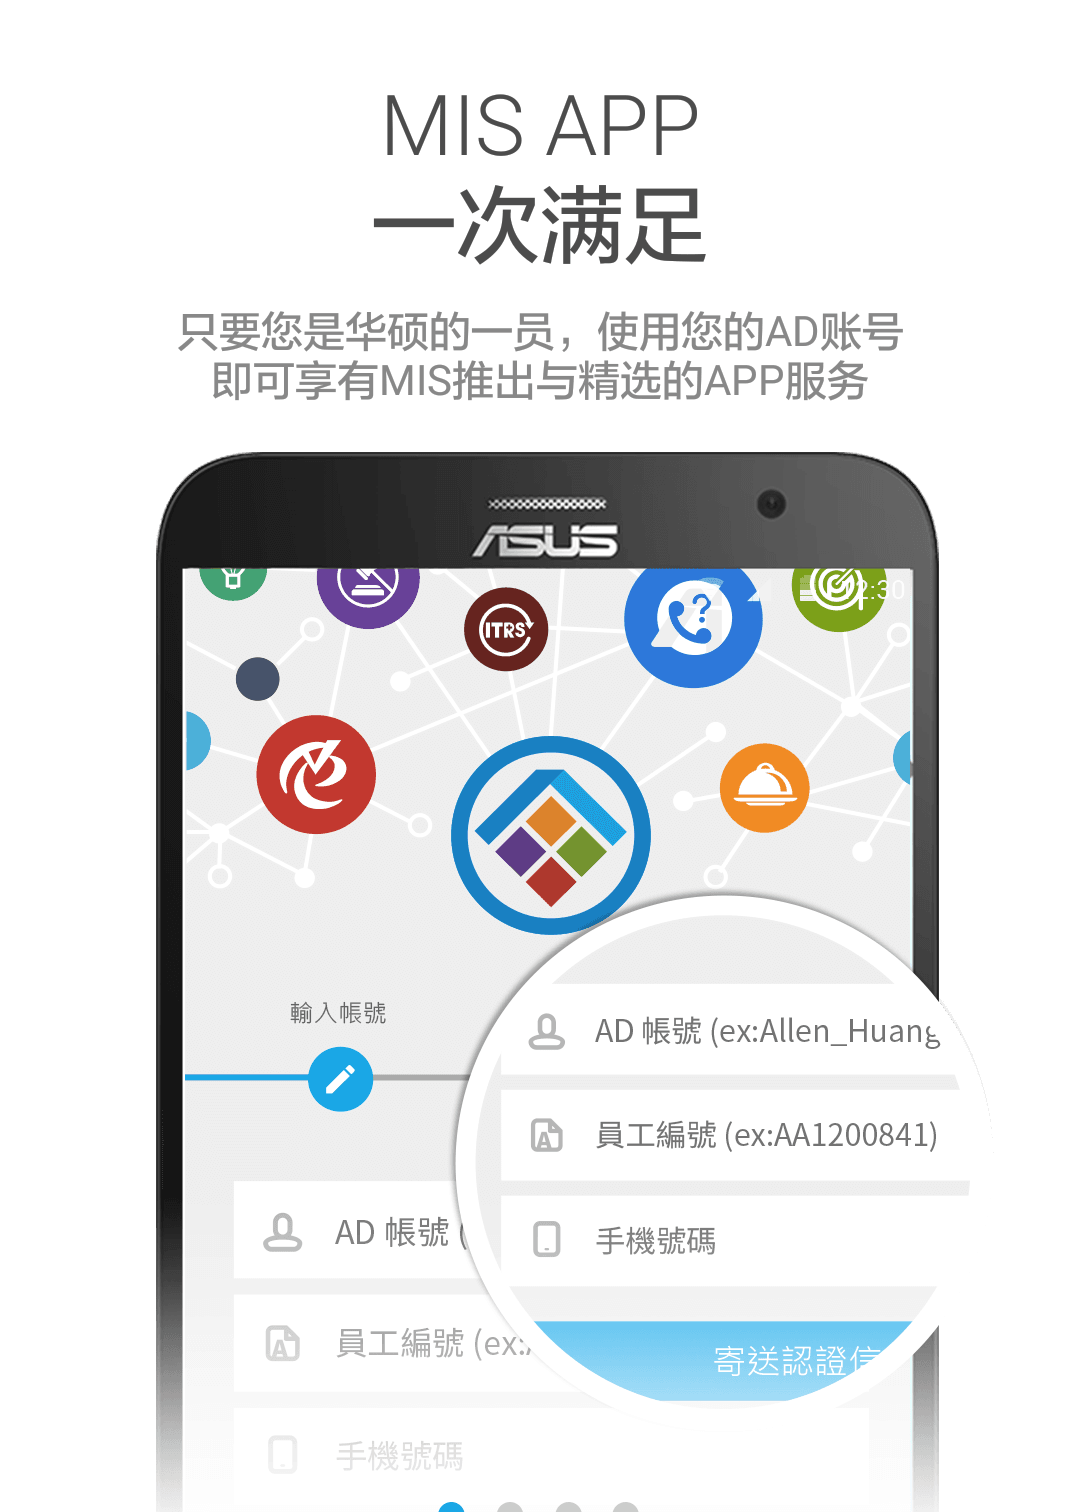 MIS APP
一次满足
只要您是华硕的一员，使用您的AD账号
即可享有MIS推出与精选的APP服务
ASUS
2:30
ITRS
?
輸入帳號
AD 帳號 (ex:Allen_Huang
員工編號 (ex:AA1200841)
手機號碼
寄送認證信
AD 帳號 (
員工編號 (ex:
手機號碼